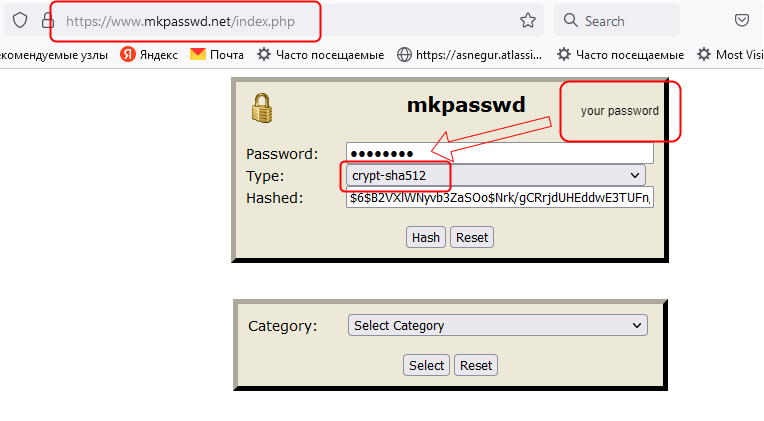 https://www.mkpasswd.net/index.php
Search
екомендуемые узлы Яндекс Почта Часто посещаемые https://asnegur.atlassi... Часто посещаемые Most Visi
mkpasswd
your password
Password: ●●●●●●●●
Type: crypt-sha512
Hashed: $6$B2VXlWNyvb3ZaSOo$Nrk/gCRrjdUHEddwE3TUFn,
Hash Reset
Category: Select Category
Select Reset